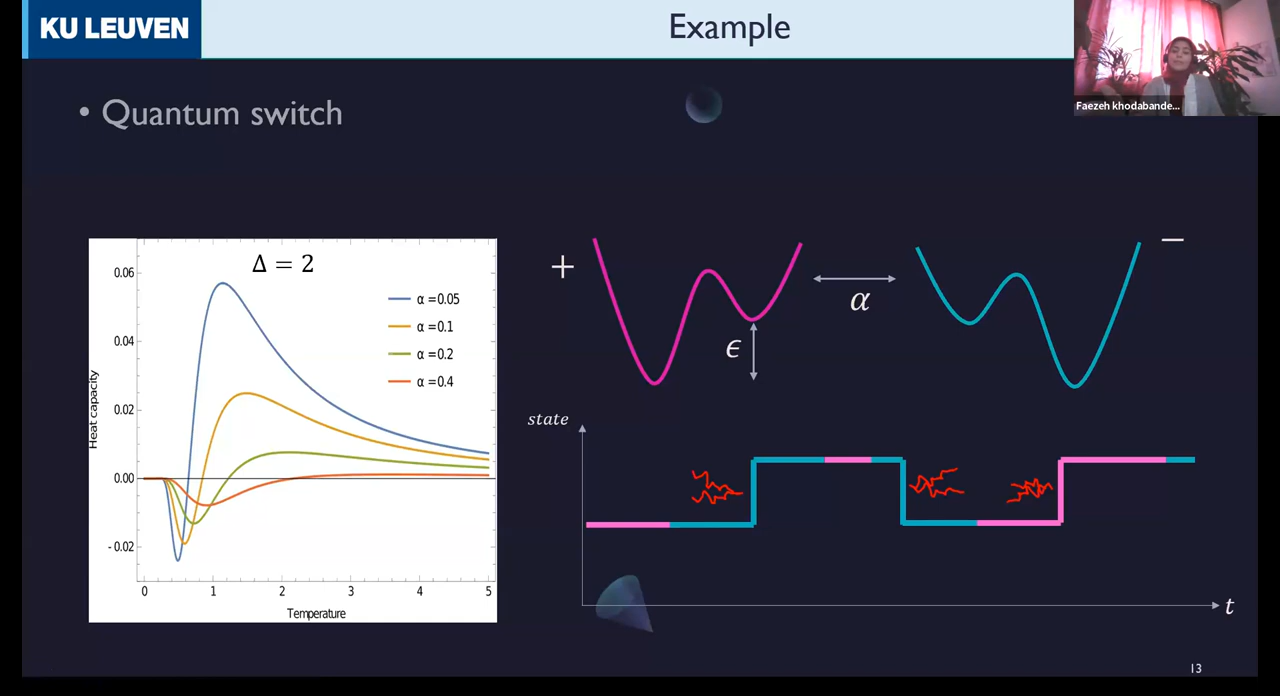 KU LEUVEN
Example
Faezeh khodabande...
• Quantum switch
Δ = 2
α =0.05
α =0.1
α =0.2
α =0.4
Heat capacity
0.06
0.04
0.02
0.00
- 0.02
0 1 2 3 4 5
Temperature
+
−
α
ϵ
state
t
13